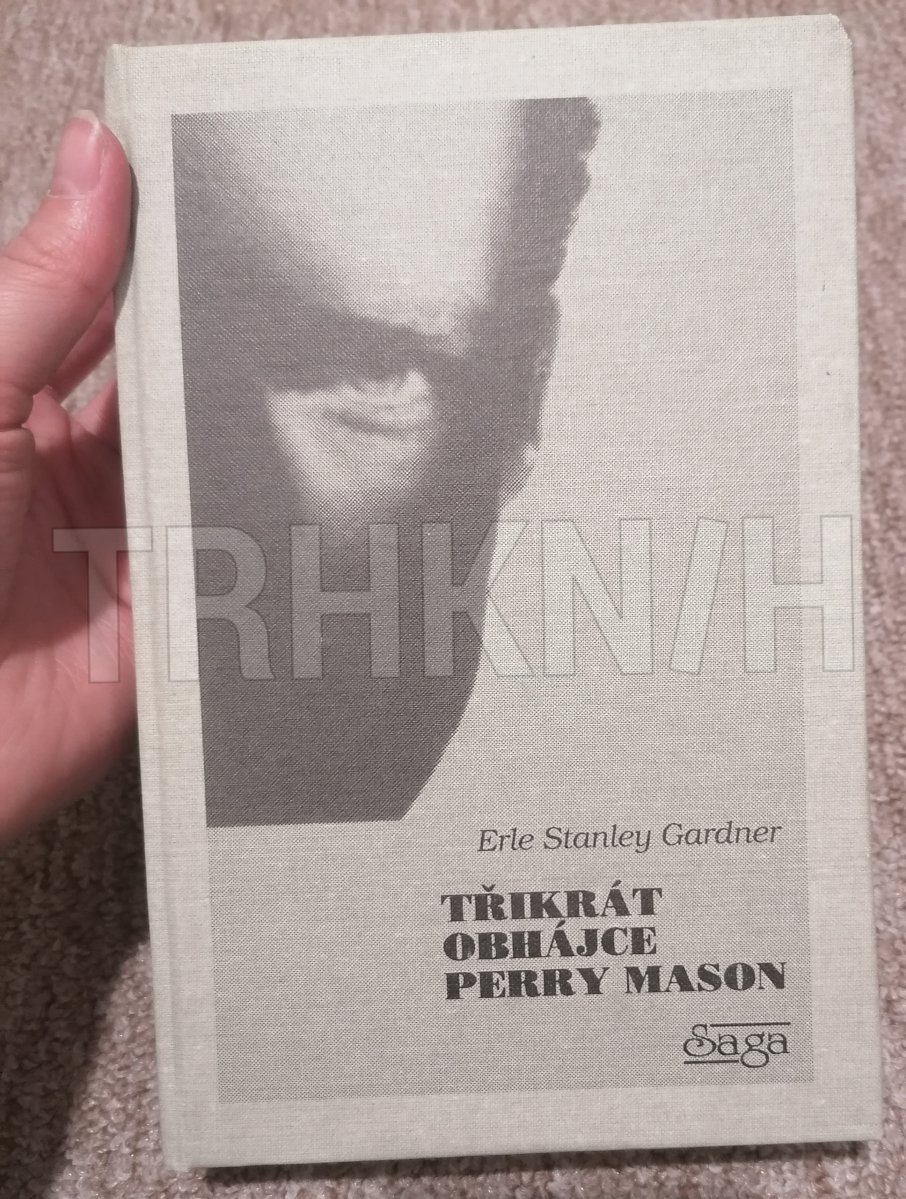 TRHKNIH
Erle Stanley Gardner
TŘIKRÁT
OBHÁJCE
PERRY MASON
Saga